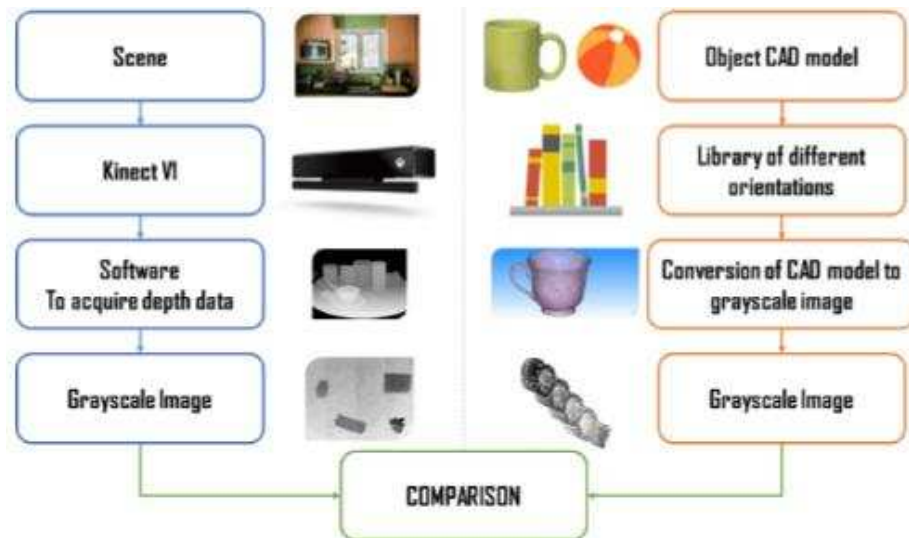 Scene
Object CAD model
Kinect V1
Library of different
orientations
Software
To acquire depth data
Conversion of CAD model to
grayscale image
Grayscale Image
Grayscale Image
COMPARISON